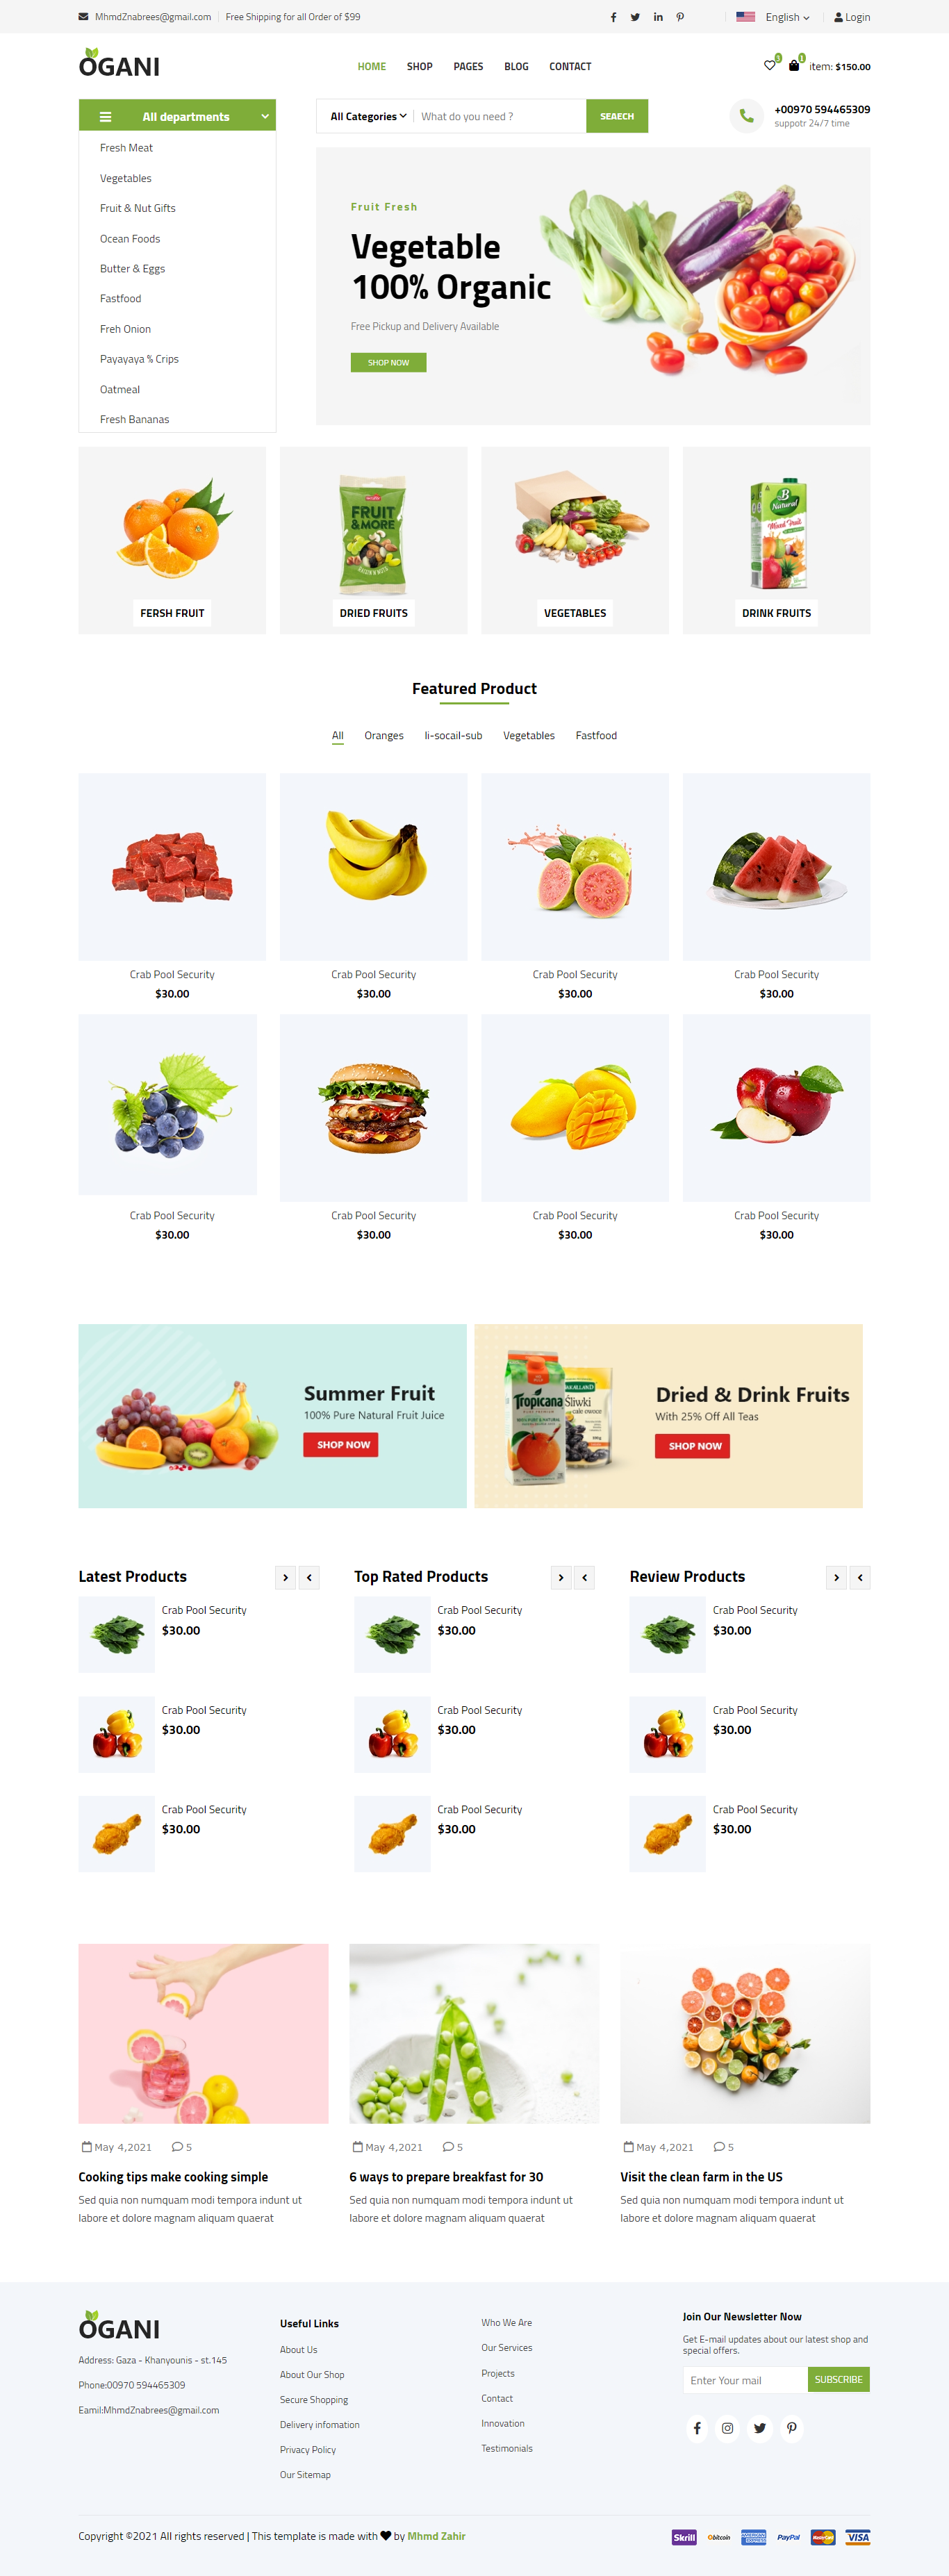 MhmdZnabrees@gmail.com Free Shipping for all Order of $99 English Login
OGANI HOME SHOP PAGES BLOG CONTACT 3 1 item: $150.00
All departments All Categories What do you need ? SEAECH +00970 594465309
suppotr 24/7 time
Fresh Meat
Vegetables
Fruit & Nut Gifts
Ocean Foods
Butter & Eggs
Fastfood
Freh Onion
Payayaya % Crips
Oatmeal
Fresh Bananas
Fruit Fresh
Vegetable
100% Organic
Free Pickup and Delivery Available
SHOP NOW
FRUIT
&MORE
B
Natural
Mixed Fruit
FERSH FRUIT DRIED FRUITS VEGETABLES DRINK FRUITS
Featured Product
All Oranges li-socail-sub Vegetables Fastfood
Crab Pool Security Crab Pool Security Crab Pool Security Crab Pool Security
$30.00 $30.00 $30.00 $30.00
Crab Pool Security Crab Pool Security Crab Pool Security Crab Pool Security
$30.00 $30.00 $30.00 $30.00
Summer Fruit
100% Pure Natural Fruit Juice
SHOP NOW
Tropicana
Śliwki
Dried & Drink Fruits
With 25% Off All Teas
SHOP NOW
Latest Products Top Rated Products Review Products
Crab Pool Security Crab Pool Security Crab Pool Security
$30.00 $30.00 $30.00
Crab Pool Security Crab Pool Security Crab Pool Security
$30.00 $30.00 $30.00
Crab Pool Security Crab Pool Security Crab Pool Security
$30.00 $30.00 $30.00
May 4,2021 5 May 4,2021 5 May 4,2021 5
Cooking tips make cooking simple 6 ways to prepare breakfast for 30 Visit the clean farm in the US
Sed quia non numquam modi tempora indunt ut Sed quia non numquam modi tempora indunt ut Sed quia non numquam modi tempora indunt ut
labore et dolore magnam aliquam quaerat labore et dolore magnam aliquam quaerat labore et dolore magnam aliquam quaerat
OGANI
Address: Gaza - Khanyounis - st.145
Phone:00970 594465309
Eamil:MhmdZnabrees@gmail.com
Useful Links
About Us
About Our Shop
Secure Shopping
Delivery infomation
Privacy Policy
Our Sitemap
Who We Are
Our Services
Projects
Contact
Innovation
Testimonials
Join Our Newsletter Now
Get E-mail updates about our latest shop and
special offers.
Enter Your mail SUBSCRIBE
Copyright ©2021 All rights reserved | This template is made with by Mhmd Zahir Skrill bitcoin AMERICAN EXPRESS PayPal MasterCard VISA